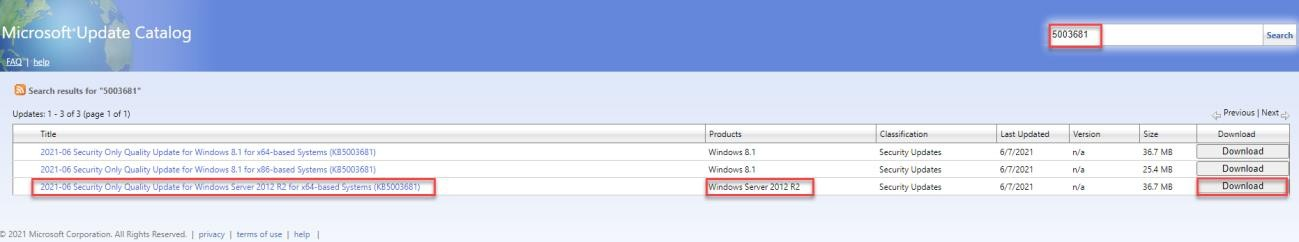 Microsoft® Update Catalog
5003681 Search
FAQ | help
Search results for "5003681"
Updates: 1 - 3 of 3 (page 1 of 1) Previous | Next
Title Products Classification Last Updated Version Size Download
2021-06 Security Only Quality Update for Windows 8.1 for x64-based Systems (KB5003681) Windows 8.1 Security Updates 6/7/2021 n/a 36.7 MB Download
2021-06 Security Only Quality Update for Windows 8.1 for x86-based Systems (KB5003681) Windows 8.1 Security Updates 6/7/2021 n/a 25.4 MB Download
2021-06 Security Only Quality Update for Windows Server 2012 R2 for x64-based Systems (KB5003681) Windows Server 2012 R2 Security Updates 6/7/2021 n/a 36.7 MB Download
© 2021 Microsoft Corporation. All Rights Reserved. | privacy | terms of use | help |